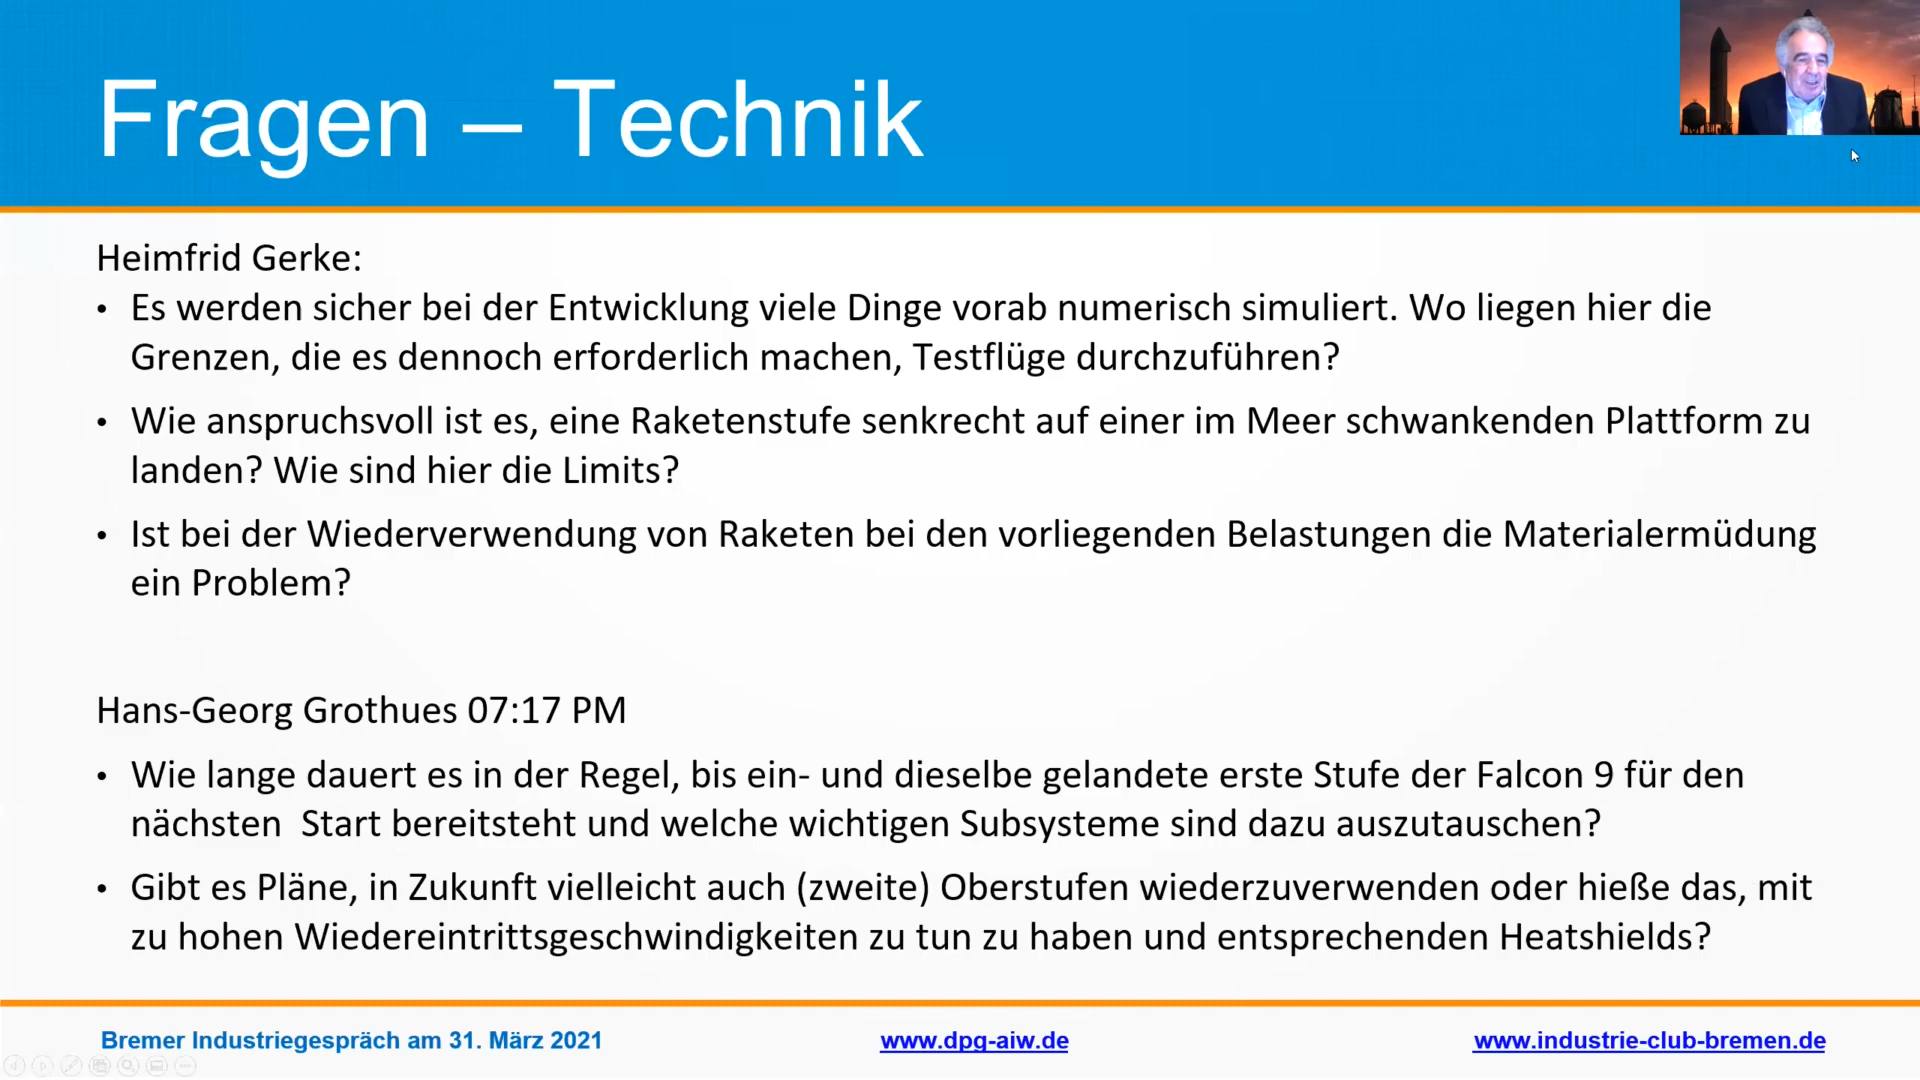 Fragen – Technik
Heimfrid Gerke:
• Es werden sicher bei der Entwicklung viele Dinge vorab numerisch simuliert. Wo liegen hier die
Grenzen, die es dennoch erforderlich machen, Testflüge durchzuführen?
• Wie anspruchsvoll ist es, eine Raketenstufe senkrecht auf einer im Meer schwankenden Plattform zu
landen? Wie sind hier die Limits?
• Ist bei der Wiederverwendung von Raketen bei den vorliegenden Belastungen die Materialermüdung
ein Problem?
Hans-Georg Grothues 07:17 PM
• Wie lange dauert es in der Regel, bis ein- und dieselbe gelandete erste Stufe der Falcon 9 für den
nächsten  Start bereitsteht und welche wichtigen Subsysteme sind dazu auszutauschen?
• Gibt es Pläne, in Zukunft vielleicht auch (zweite) Oberstufen wiederzuverwenden oder hieße das, mit
zu hohen Wiedereintrittsgeschwindigkeiten zu tun zu haben und entsprechenden Heatshields?
Bremer Industriegespräch am 31. März 2021
www.dpg-aiw.de
www.industrie-club-bremen.de